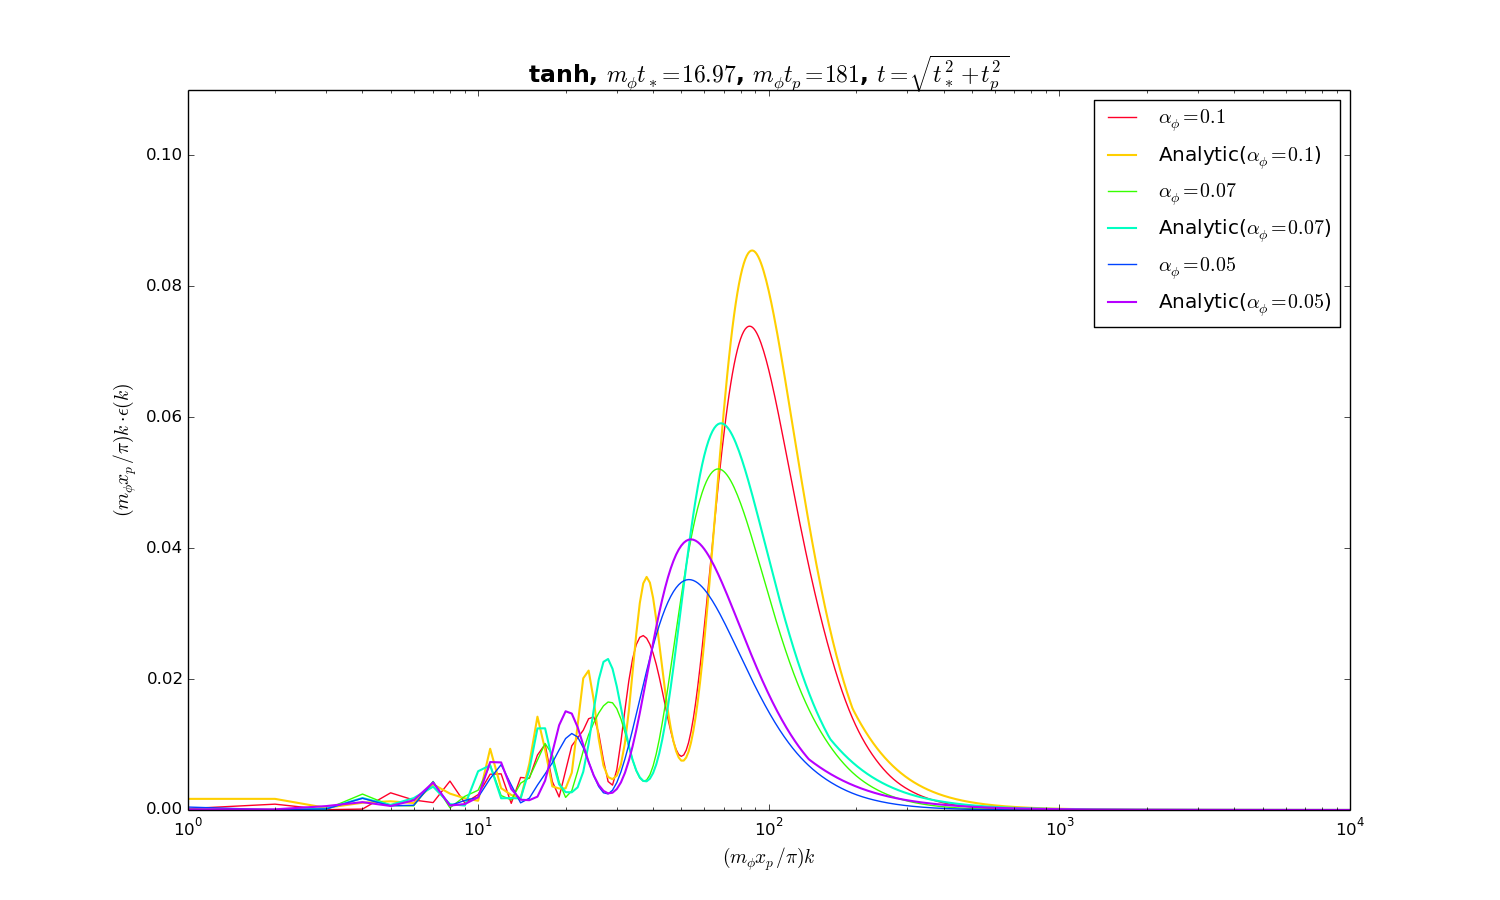 tanh, $m_\phi t_* = 16.97$, $m_\phi t_p = 181$, $t = \sqrt{t_*^2 + t_p^2}$
$\alpha_\phi = 0.1$
Analytic($\alpha_\phi = 0.1$)
$\alpha_\phi = 0.07$
Analytic($\alpha_\phi = 0.07$)
$\alpha_\phi = 0.05$
Analytic($\alpha_\phi = 0.05$)
$(m_\phi x_p/\pi)k \cdot \epsilon(k)$
0.10
0.08
0.06
0.04
0.02
0.00
$10^0$ $10^1$ $10^2$ $10^3$ $10^4$
$(m_\phi x_p/\pi)k$